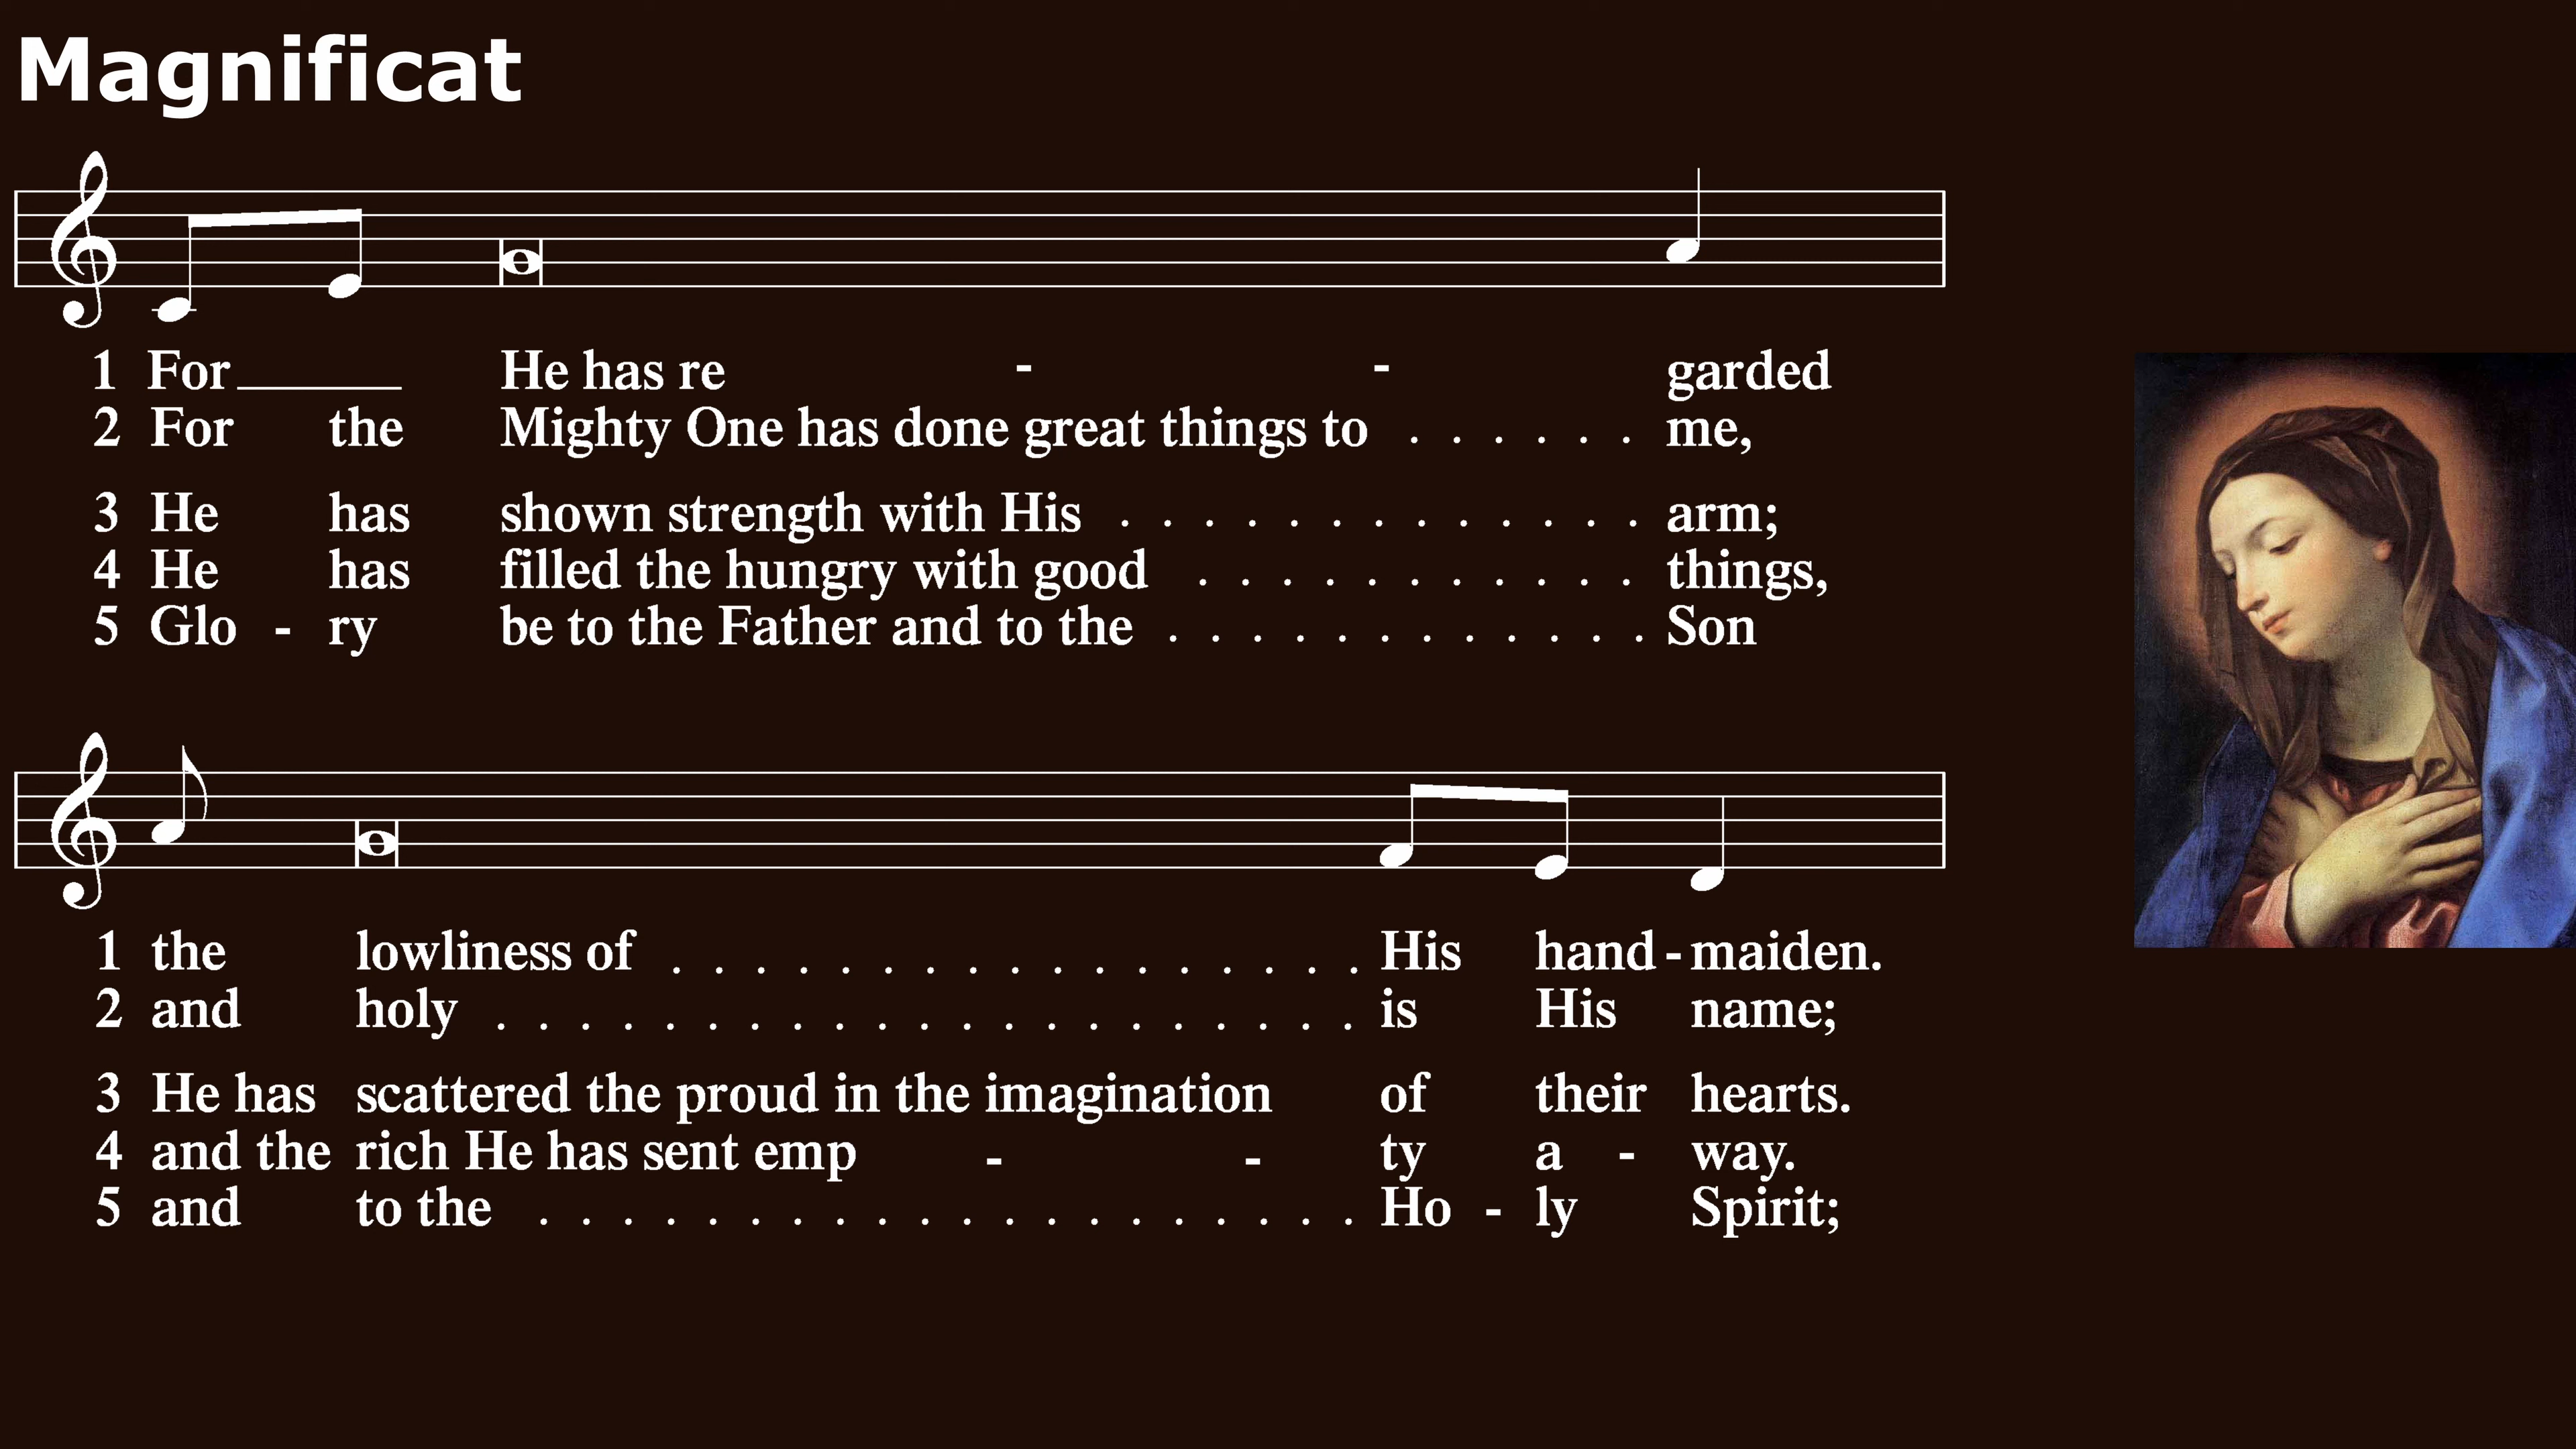 Magnificat
1 For______ He has re - - garded
2 For the Mighty One has done great things to . . . . . . me,
3 He has shown strength with His . . . . . . . . . . . . . arm;
4 He has filled the hungry with good . . . . . . . . . . . things,
5 Glo - ry be to the Father and to the . . . . . . . . . . . . Son
1 the lowliness of . . . . . . . . . . . . . . . . . His hand - maiden.
2 and holy . . . . . . . . . . . . . . . . . . . . . is His name;
3 He has scattered the proud in the imagination of their hearts.
4 and the rich He has sent emp - - ty a - way.
5 and to the . . . . . . . . . . . . . . . . . . . . Ho - ly Spirit;